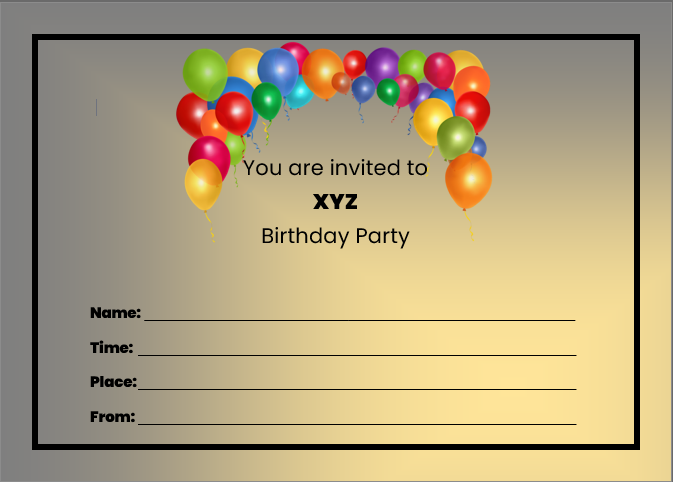 You are invited to
XYZ
Birthday Party
Name:
Time:
Place:
From: